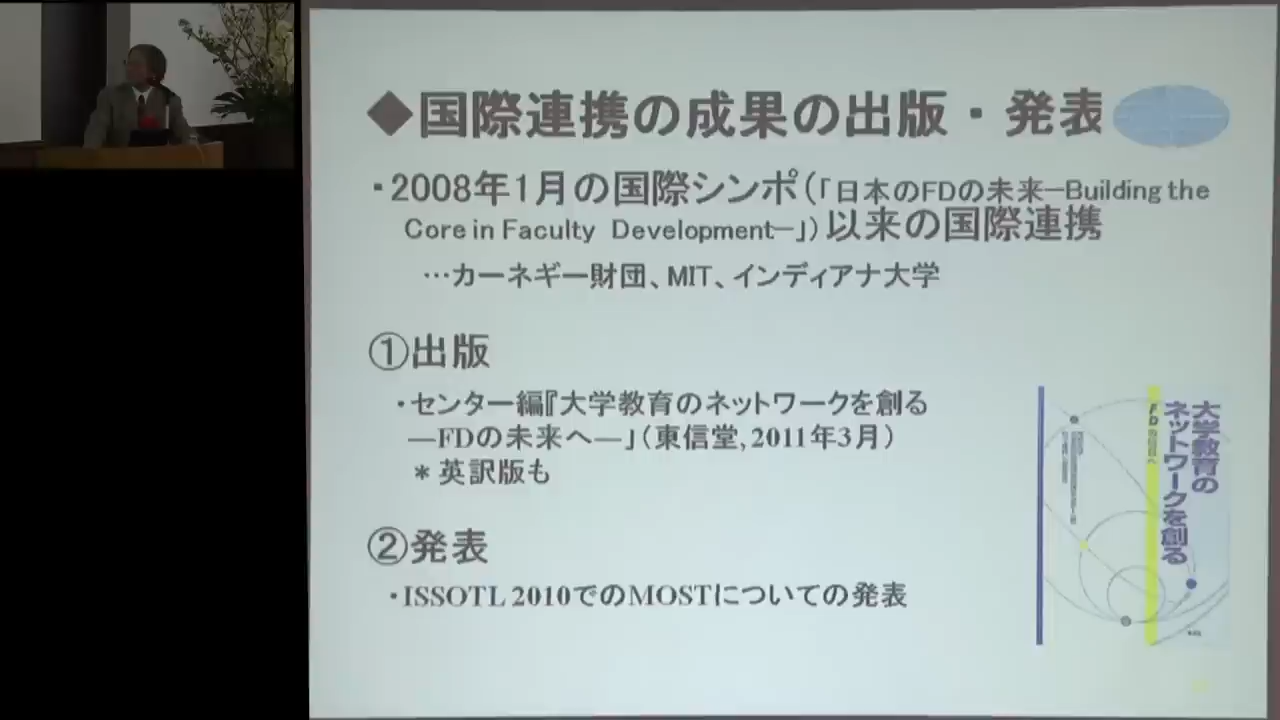 ◆国際連携の成果の出版・発表
・2008年1月の国際シンポ(「日本のFDの未来―Building the
Core in Faculty Development―」)以来の国際連携
…カーネギー財団、MIT、インディアナ大学
①出版
・センター編『大学教育のネットワークを創る
―FDの未来へ―」(東信堂,2011年3月)
*英訳版も
②発表
・ISSOTL 2010でのMOSTについての発表
大学教育の
ネットワークを創る